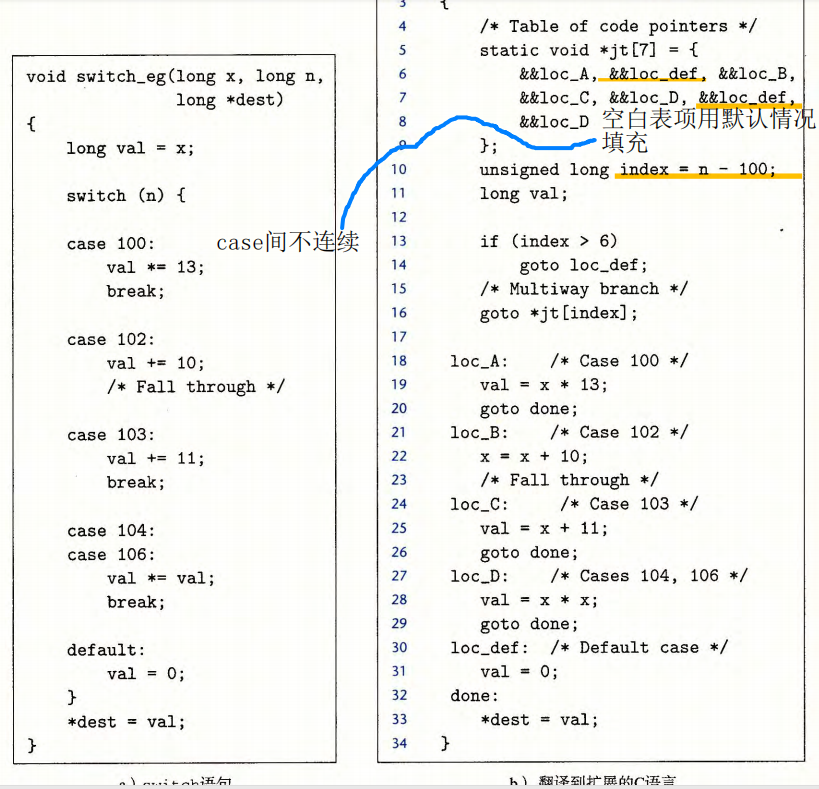 void switch_eg(long x, long n,
long *dest)
{
long val = x;
switch (n) {
case 100:
val *= 13;
break;
case 102:
val += 10;
/* Fall through */
case 103:
val += 11;
break;
case 104:
case 106:
val *= val;
break;
default:
val = 0;
}
*dest = val;
}
a) switch语句
case间不连续
3 {
4 /* Table of code pointers */
5 static void *jt[7] = {
6 &&loc_A, &&loc_def, &&loc_B,
7 &&loc_C, &&loc_D, &&loc_def,
8 &&loc_D
空白表项用默认情况
填充
9 };
10 unsigned long index = n - 100;
11 long val;
12
13 if (index > 6)
14 goto loc_def;
15 /* Multiway branch */
16 goto *jt[index];
17
18 loc_A: /* Case 100 */
19 val = x * 13;
20 goto done;
21 loc_B: /* Case 102 */
22 x = x + 10;
23 /* Fall through */
24 loc_C: /* Case 103 */
25 val = x + 11;
26 goto done;
27 loc_D: /* Cases 104, 106 */
28 val = x * x;
29 goto done;
30 loc_def: /* Default case */
31 val = 0;
32 done:
33 *dest = val;
34 }
b) 翻译到扩展的C语言